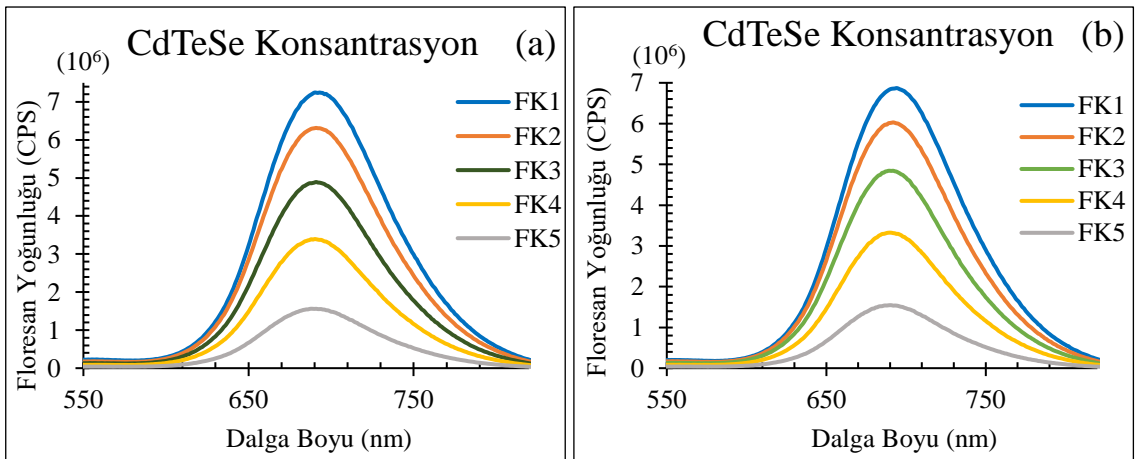 CdTeSe Konsantrasyon (a)
(10⁶)
7
6
5
4
3
2
1
0
Floresan Yoğunluğu (CPS)
FK1
FK2
FK3
FK4
FK5
550 650 750
Dalga Boyu (nm)
CdTeSe Konsantrasyon (b)
(10⁶)
7
6
5
4
3
2
1
0
Floresan Yoğunluğu (CPS)
FK1
FK2
FK3
FK4
FK5
550 650 750
Dalga Boyu (nm)